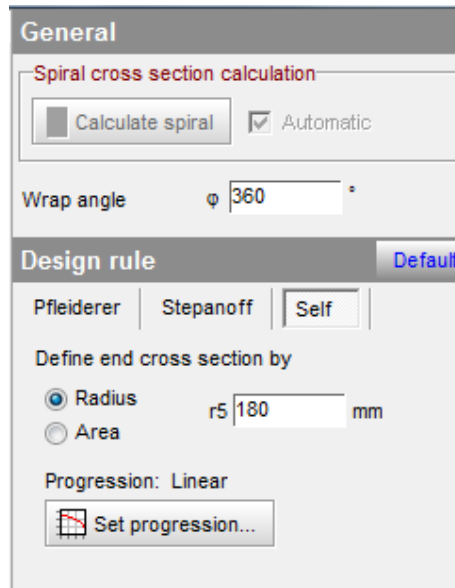 General
Spiral cross section calculation
Calculate spiral Automatic
Wrap angle φ 360 °
Design rule Default
Pfleiderer Stepanoff Self
Define end cross section by
Radius r5 180 mm
Area
Progression: Linear
Set progression...